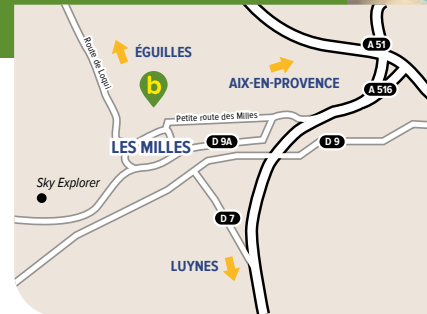 A 51
ÉGUILLES
Route de Loqui
b
AIX-EN-PROVENCE
A 516
Petite route des Milles
LES MILLES
D 9A
D 9
Sky Explorer
D 7
LUYNES